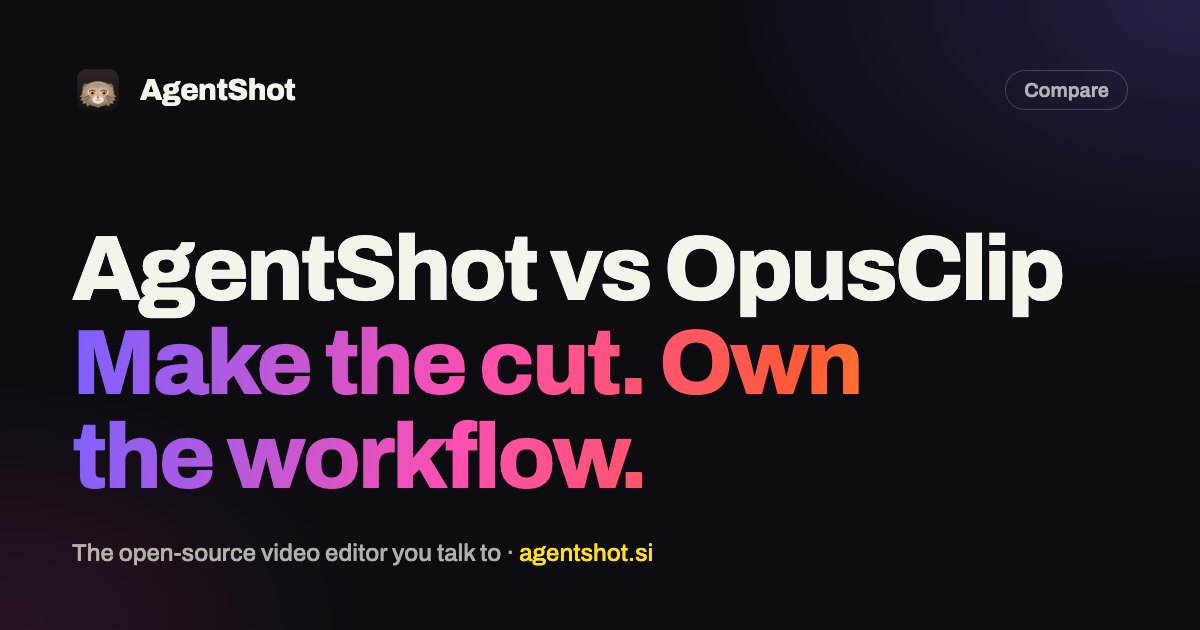 AgentShot
Compare
AgentShot vs OpusClip
Make the cut. Own
the workflow.
The open-source video editor you talk to · agentshot.si